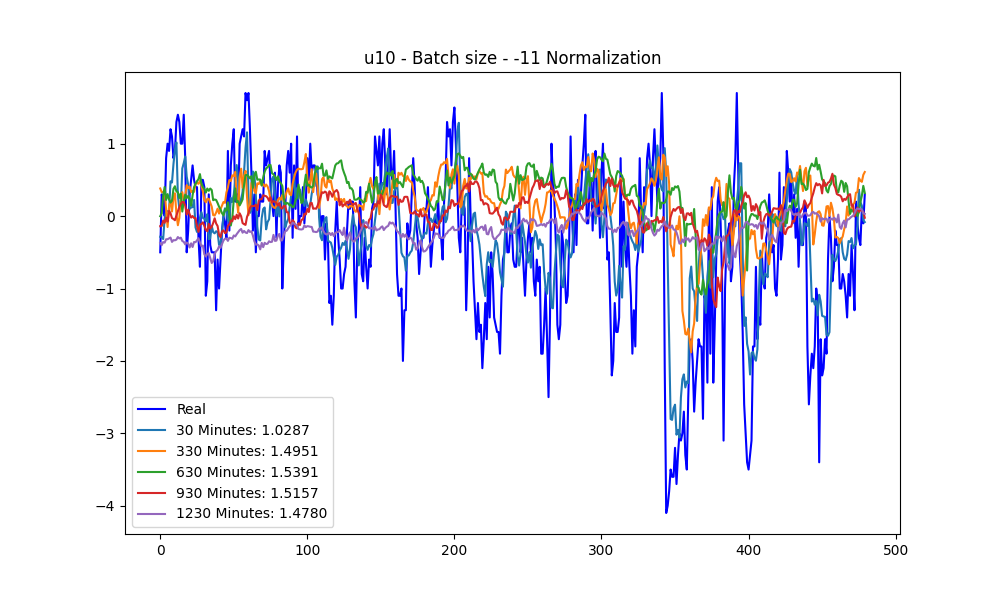 u10 - Batch size - -11 Normalization
1
0
−1
−2
−3
−4
Real
30 Minutes: 1.0287
330 Minutes: 1.4951
630 Minutes: 1.5391
930 Minutes: 1.5157
1230 Minutes: 1.4780
0 100 200 300 400 500